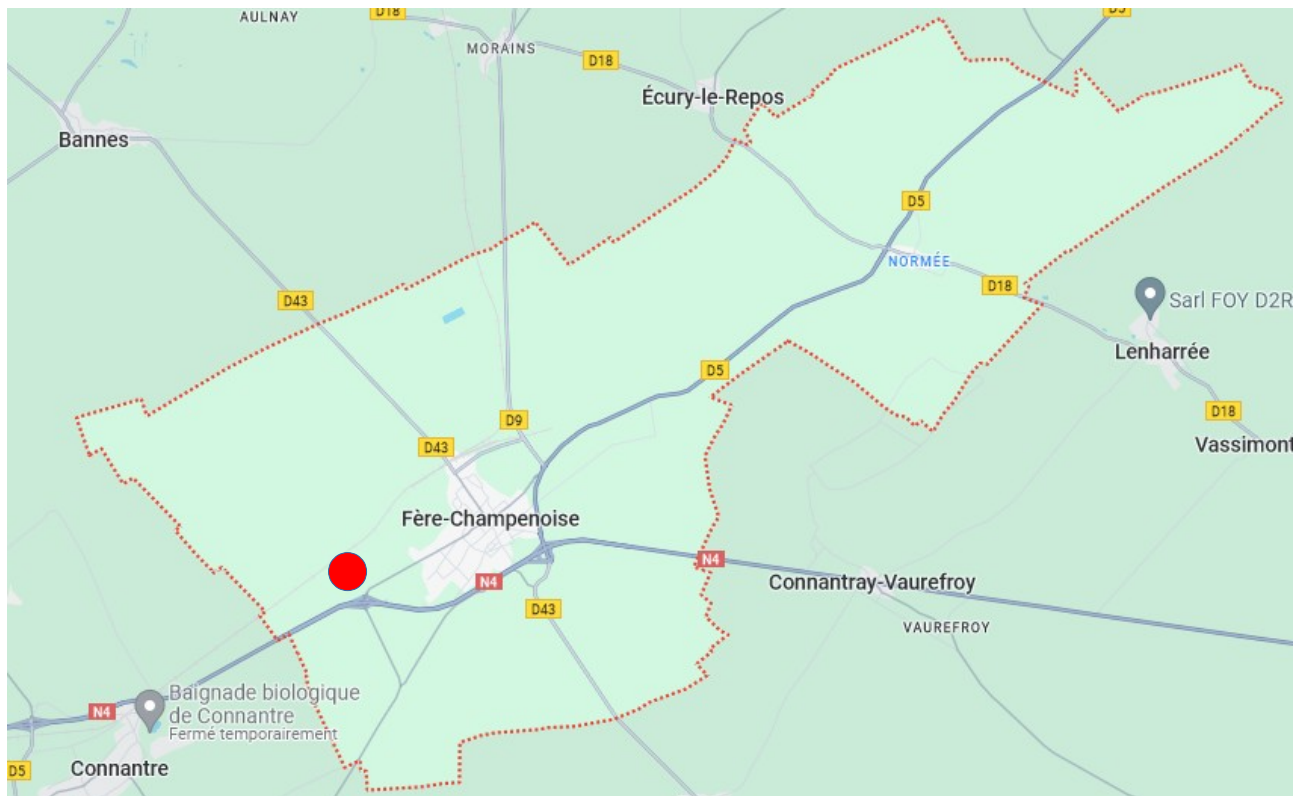 AULNAY
D18
D5
MORAINS
D18
Écury-le-Repos
Bannes
D5
NORMÉE
D18
D43
Sarl FOY D2R
Lenharrée
D5
D18
D9
D43
Vassimont
Fère-Champenoise
N4
N4
Connantray-Vaurefroy
D43
VAUREFROY
Baignade biologique
de Connantre
Fermé temporairement
N4
Connantre
D5